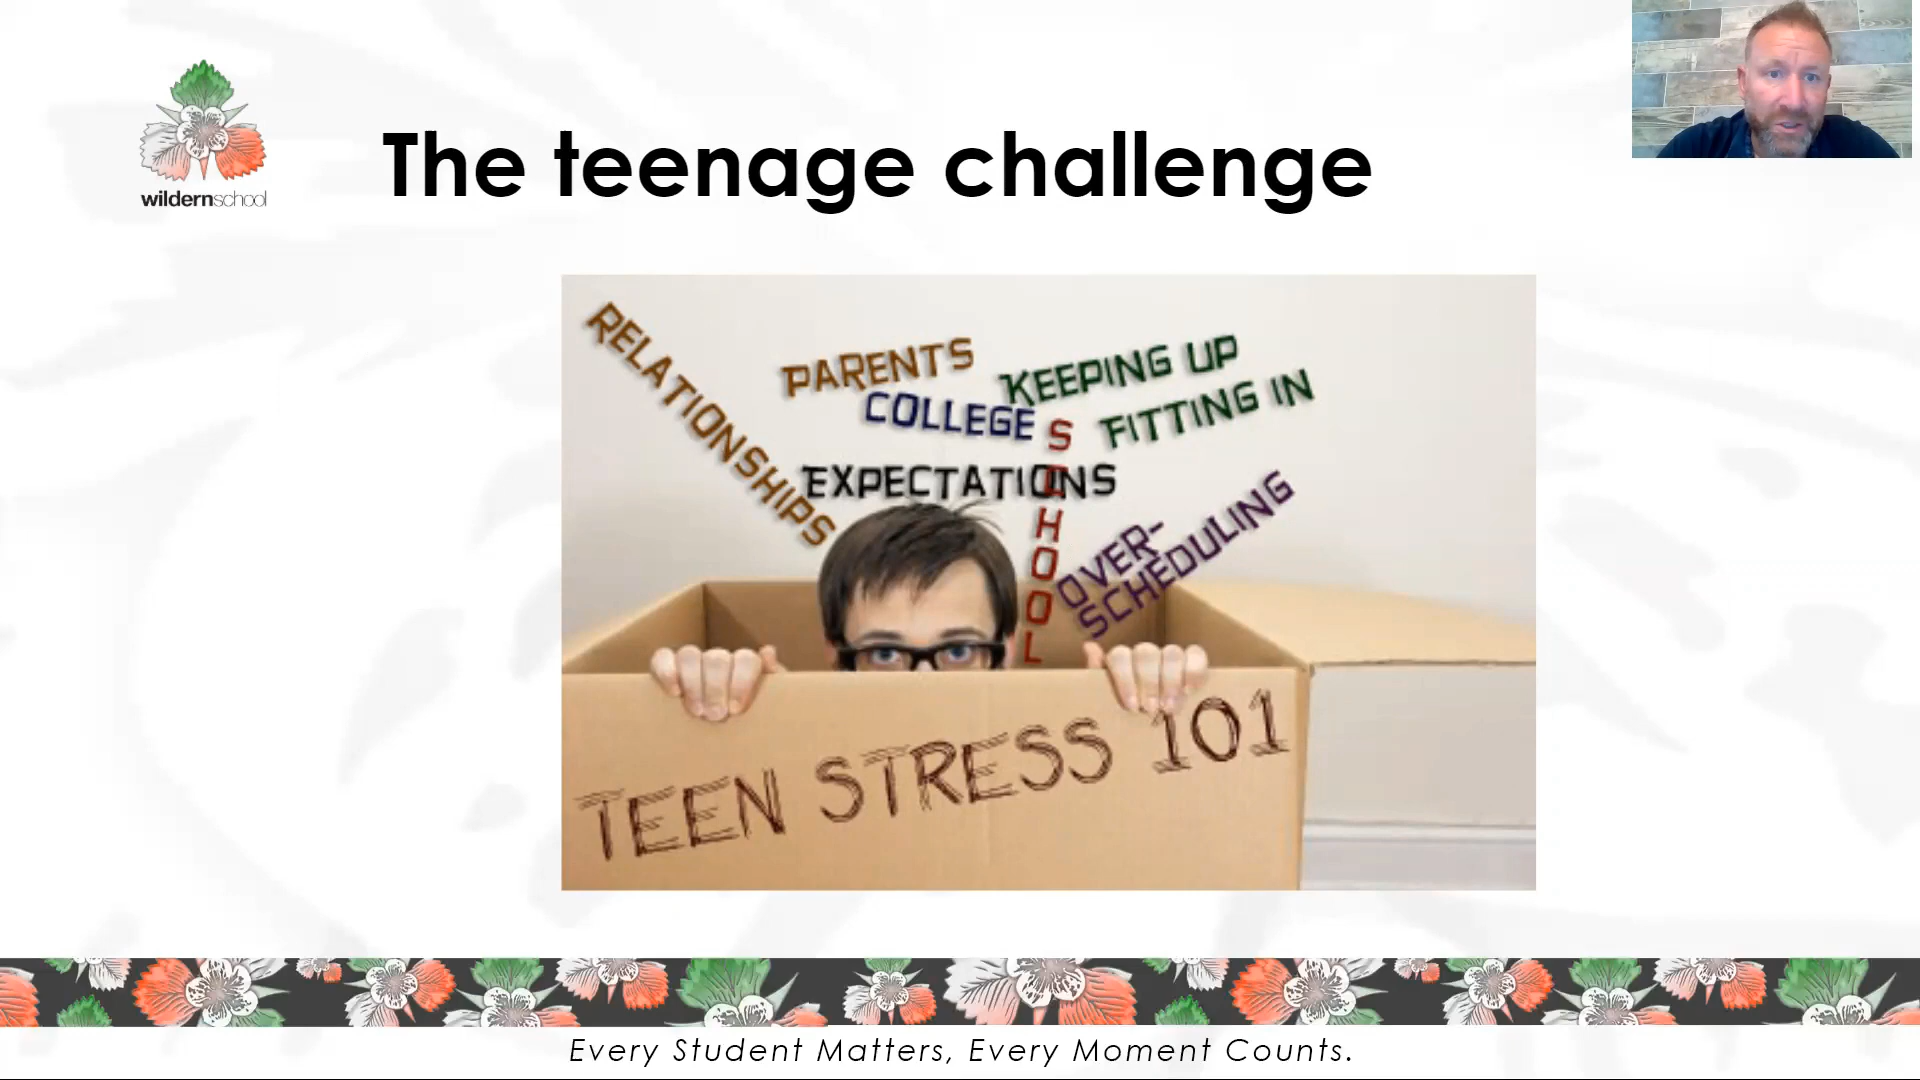 wildernschool
The teenage challenge
RELATIONSHIPS
PARENTS
COLLEGE
KEEPING UP
FITTING IN
EXPECTATIONS
SCHOOL
OVER-
SCHEDULING
TEEN STRESS 101
Every Student Matters, Every Moment Counts.